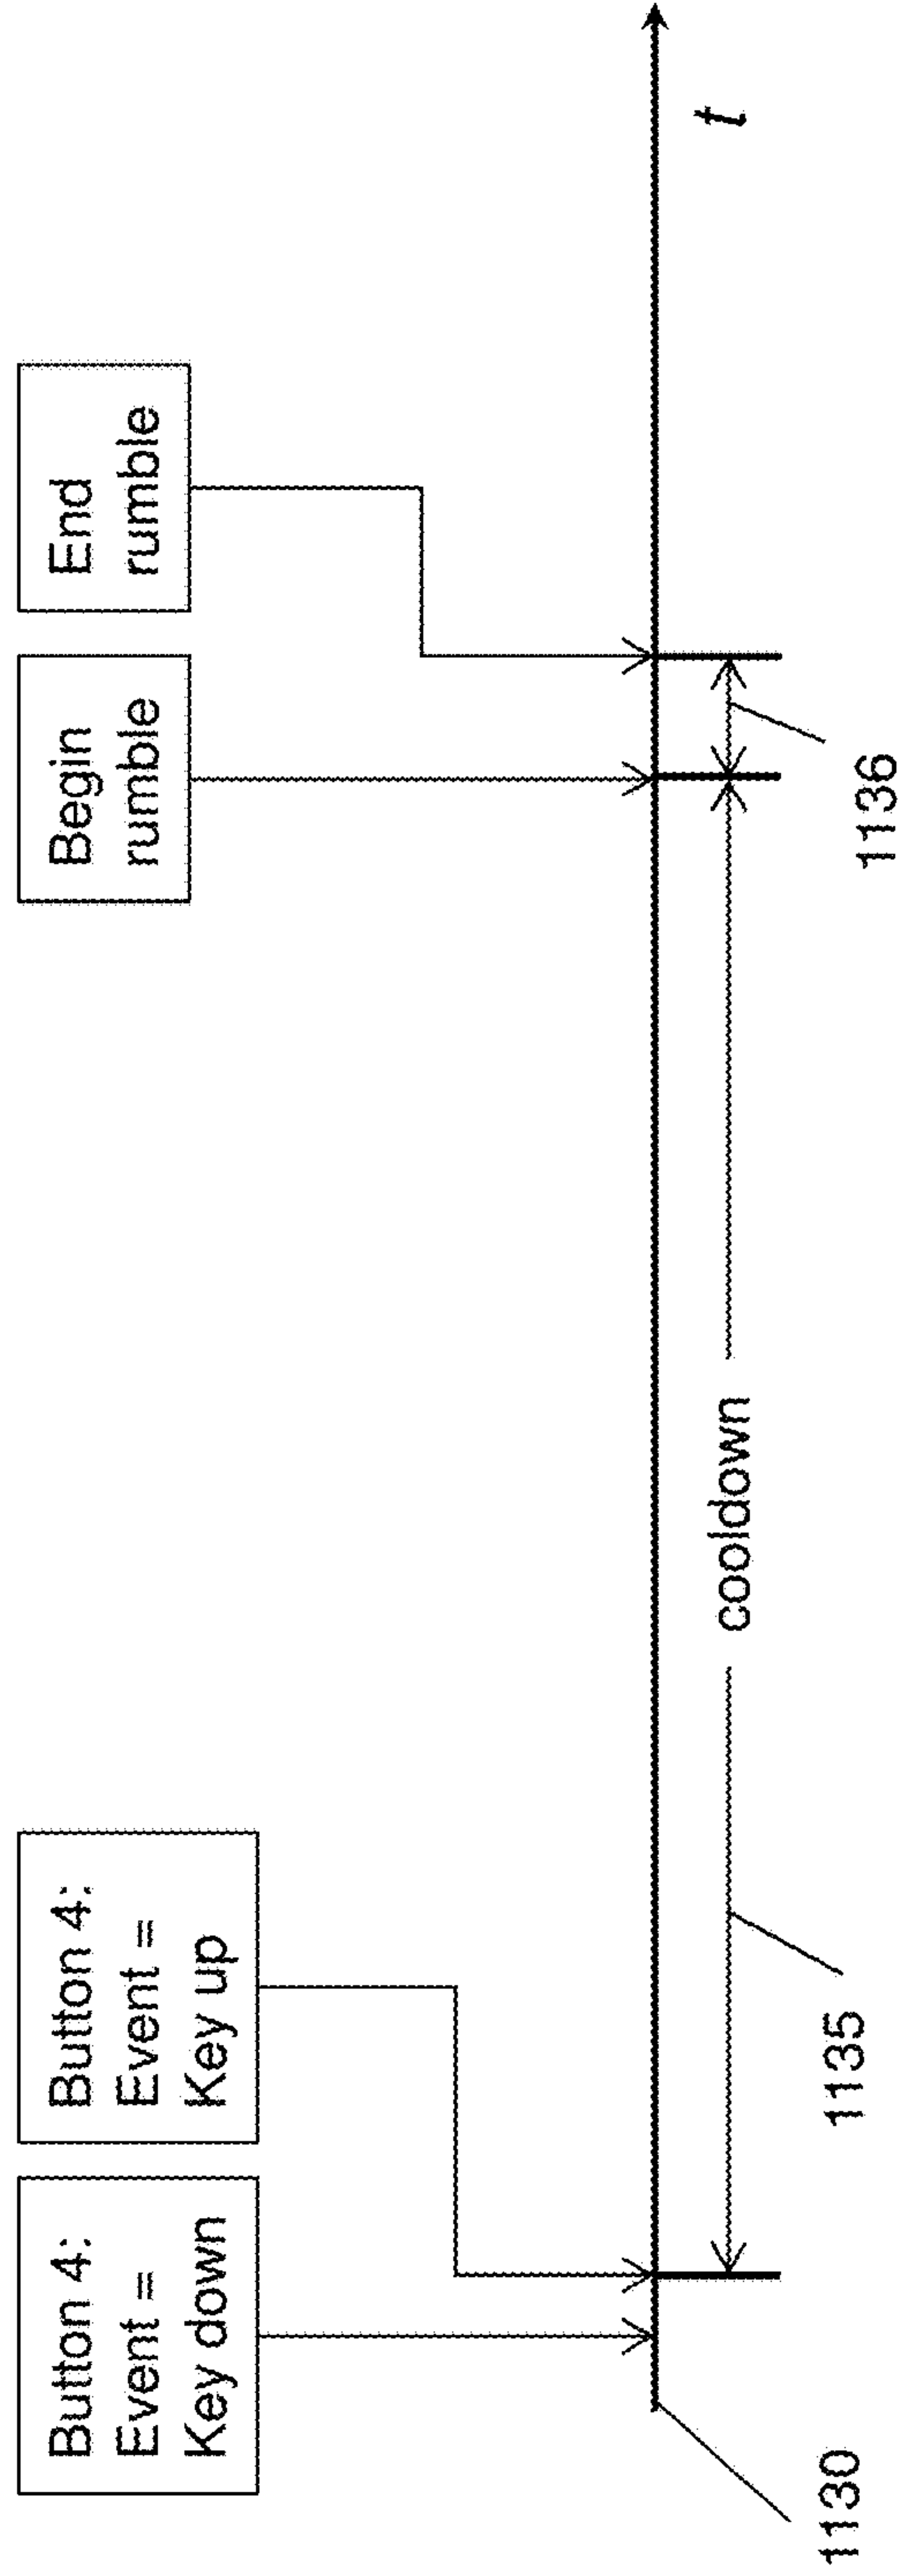 Button 4:
Event =
Key down
Button 4:
Event =
Key up
Begin
rumble
End
rumble
t
cooldown
1130
1135
1136